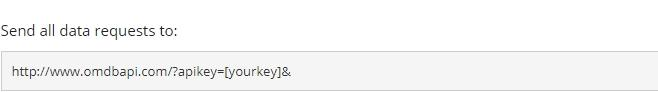 Send all data requests to:
http://www.omdbapi.com/?apikey=[yourkey]&